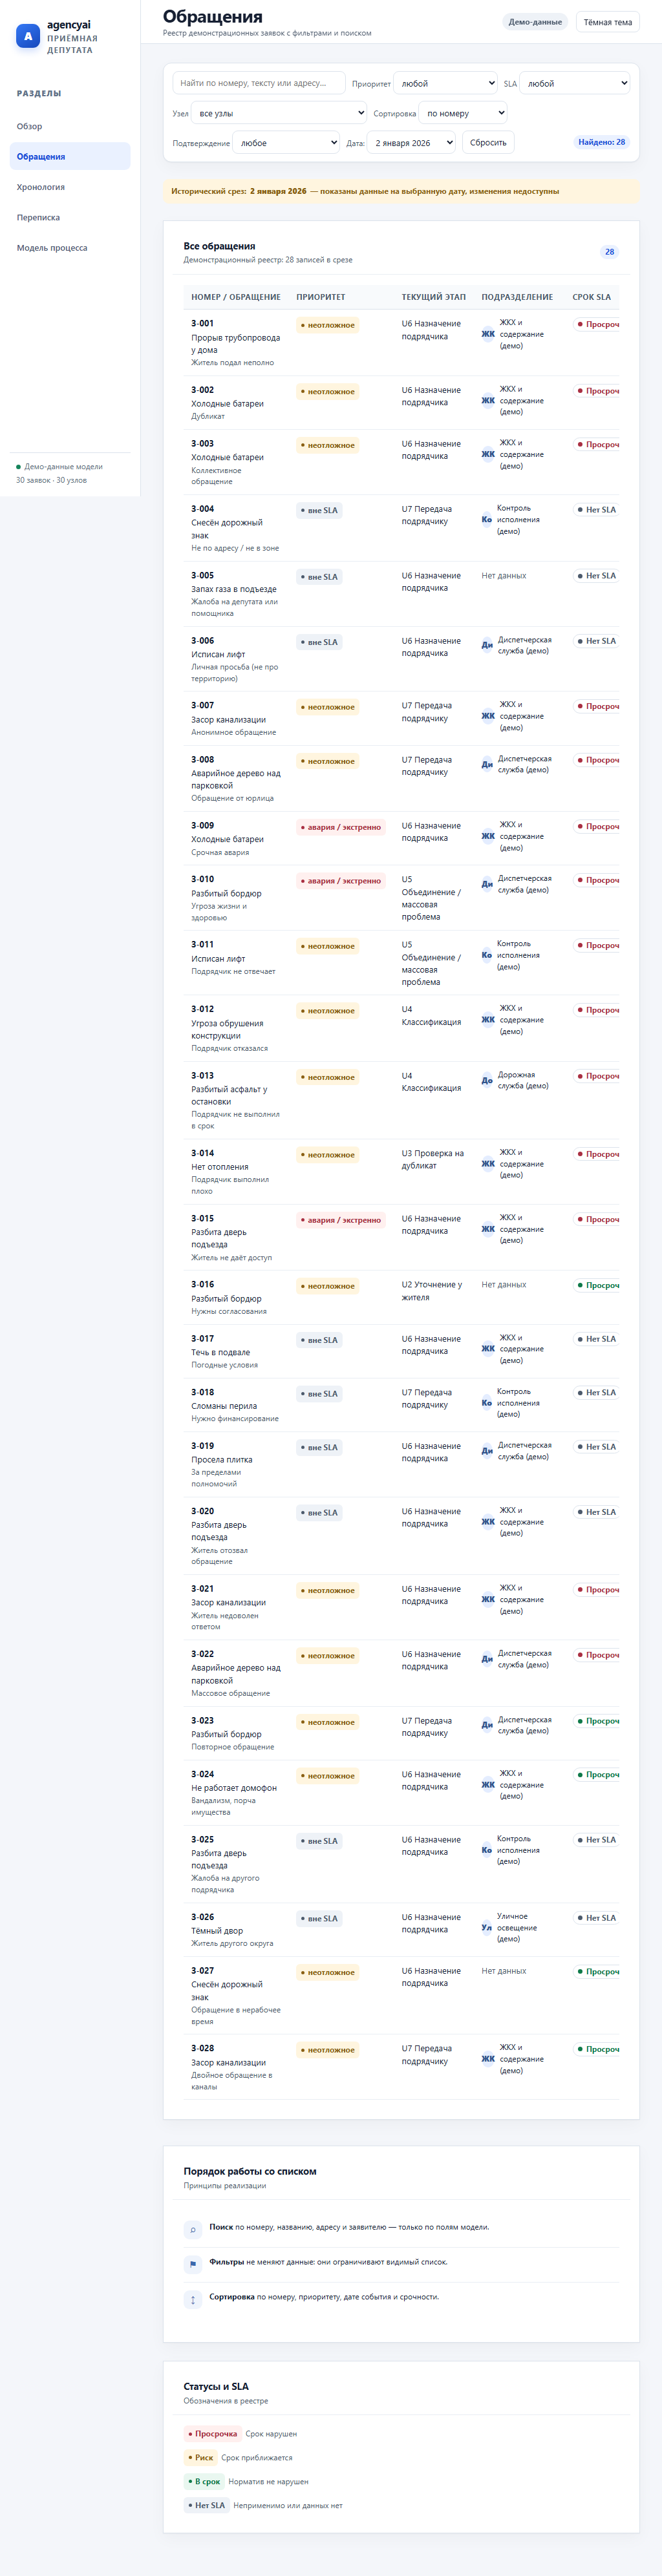 agencyai
ПРИЁМНАЯ
ДЕПУТАТА
РАЗДЕЛЫ
Обзор
Обращения
Хронология
Переписка
Модель процесса
Демо-данные модели
30 заявок · 30 узлов
Обращения
Реестр демонстрационных заявок с фильтрами и поиском
Демо-данные
Тёмная тема
Найти по номеру, тексту или адресу...
Приоритет любой
SLA любой
Узел все узлы
Сортировка по номеру
Подтверждение любое
Дата: 2 января 2026
Сбросить
Найдено: 28
Исторический срез: 2 января 2026 — показаны данные на выбранную дату, изменения недоступны
Все обращения
Демонстрационный реестр: 28 записей в срезе
28
НОМЕР / ОБРАЩЕНИЕ ПРИОРИТЕТ ТЕКУЩИЙ ЭТАП ПОДРАЗДЕЛЕНИЕ СРОК SLA
З-001
Прорыв трубопровода у дома
Житель подал неполно
неотложное
U6 Назначение подрядчика
ЖК ЖКХ и содержание (демо)
Просроч
З-002
Холодные батареи
Дубликат
неотложное
U6 Назначение подрядчика
ЖК ЖКХ и содержание (демо)
Просроч
З-003
Холодные батареи
Коллективное обращение
неотложное
U6 Назначение подрядчика
ЖК ЖКХ и содержание (демо)
Просроч
З-004
Снесён дорожный знак
Не по адресу / не в зоне
вне SLA
U7 Передача подрядчику
Ко Контроль исполнения (демо)
Нет SLA
З-005
Запах газа в подъезде
Жалоба на депутата или помощника
вне SLA
U6 Назначение подрядчика
Нет данных
Нет SLA
З-006
Исписан лифт
Личная просьба (не про территорию)
вне SLA
U6 Назначение подрядчика
Ди Диспетчерская служба (демо)
Нет SLA
З-007
Засор канализации
Анонимное обращение
неотложное
U7 Передача подрядчику
ЖК ЖКХ и содержание (демо)
Просроч
З-008
Аварийное дерево над парковкой
Обращение от юрлица
неотложное
U7 Передача подрядчику
Ди Диспетчерская служба (демо)
Просроч
З-009
Холодные батареи
Срочная авария
авария / экстренно
U6 Назначение подрядчика
ЖК ЖКХ и содержание (демо)
Просроч
З-010
Разбитый бордюр
Угроза жизни и здоровью
авария / экстренно
U5 Объединение / массовая проблема
Ди Диспетчерская служба (демо)
Просроч
З-011
Исписан лифт
Подрядчик не отвечает
неотложное
U5 Объединение / массовая проблема
Ко Контроль исполнения (демо)
Просроч
З-012
Угроза обрушения конструкции
Подрядчик отказался
неотложное
U4 Классификация
ЖК ЖКХ и содержание (демо)
Просроч
З-013
Разбитый асфальт у остановки
Подрядчик не выполнил в срок
неотложное
U4 Классификация
До Дорожная служба (демо)
Просроч
З-014
Нет отопления
Подрядчик выполнил плохо
неотложное
U3 Проверка на дубликат
ЖК ЖКХ и содержание (демо)
Просроч
З-015
Разбита дверь подъезда
Житель не даёт доступ
авария / экстренно
U6 Назначение подрядчика
ЖК ЖКХ и содержание (демо)
Просроч
З-016
Разбитый бордюр
Нужны согласования
неотложное
U2 Уточнение у жителя
Нет данных
Просроч
З-017
Течь в подвале
Погодные условия
вне SLA
U6 Назначение подрядчика
ЖК ЖКХ и содержание (демо)
Нет SLA
З-018
Сломаны перила
Нужно финансирование
вне SLA
U7 Передача подрядчику
Ко Контроль исполнения (демо)
Нет SLA
З-019
Просела плитка
За пределами полномочий
вне SLA
U6 Назначение подрядчика
Ди Диспетчерская служба (демо)
Нет SLA
З-020
Разбита дверь подъезда
Житель отозвал обращение
вне SLA
U6 Назначение подрядчика
ЖК ЖКХ и содержание (демо)
Нет SLA
З-021
Засор канализации
Житель недоволен ответом
неотложное
U6 Назначение подрядчика
ЖК ЖКХ и содержание (демо)
Просроч
З-022
Аварийное дерево над парковкой
Массовое обращение
неотложное
U6 Назначение подрядчика
Ди Диспетчерская служба (демо)
Просроч
З-023
Разбитый бордюр
Повторное обращение
неотложное
U7 Передача подрядчику
Ди Диспетчерская служба (демо)
Просроч
З-024
Не работает домофон
Вандализм, порча имущества
неотложное
U6 Назначение подрядчика
ЖК ЖКХ и содержание (демо)
Просроч
З-025
Разбита дверь подъезда
Жалоба на другого подрядчика
вне SLA
U6 Назначение подрядчика
Ко Контроль исполнения (демо)
Нет SLA
З-026
Тёмный двор
Житель другого округа
вне SLA
U6 Назначение подрядчика
Ул Уличное освещение (демо)
Нет SLA
З-027
Снесён дорожный знак
Обращение в нерабочее время
неотложное
U6 Назначение подрядчика
Нет данных
Просроч
З-028
Засор канализации
Двойное обращение в каналы
неотложное
U7 Передача подрядчику
ЖК ЖКХ и содержание (демо)
Просроч
Порядок работы со списком
Принципы реализации
Поиск по номеру, названию, адресу и заявителю — только по полям модели.
Фильтры не меняют данные: они ограничивают видимый список.
Сортировка по номеру, приоритету, дате события и срочности.
Статусы и SLA
Обозначения в реестре
Просрочка Срок нарушен
Риск Срок приближается
В срок Норматив не нарушен
Нет SLA Неприменимо или данных нет